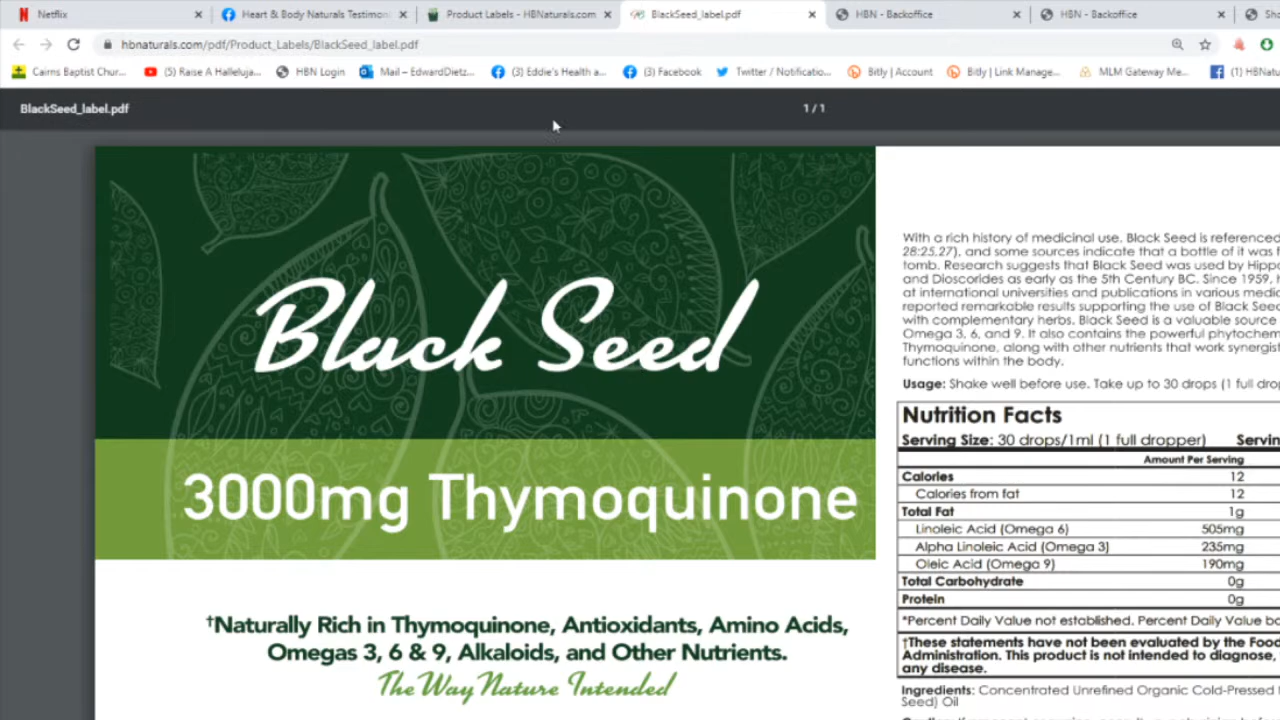 Netflix
Heart & Body Naturals Testimon
Product Labels - HBNaturals.com
BlackSeed_label.pdf
HBN - Backoffice
HBN - Backoffice
hbnaturals.com/pdf/Product_Labels/BlackSeed_label.pdf
Cairns Baptist Chur...
(5) Raise A Halleluja...
HBN Login
Mail – EdwardDietz...
(3) Eddie's Health a...
(3) Facebook
Twitter / Notificatio...
Bitly | Account
Bitly | Link Manage...
MLM Gateway Me...
(1) HBNatu
BlackSeed_label.pdf
1 / 1
Black Seed
3000mg Thymoquinone
†Naturally Rich in Thymoquinone, Antioxidants, Amino Acids,
Omegas 3, 6 & 9, Alkaloids, and Other Nutrients.
The Way Nature Intended
With a rich history of medicinal use, Black Seed is referenced
28:25,27), and some sources indicate that a bottle of it was f
tomb. Research suggests that Black Seed was used by Hippo
and Dioscorides as early as the 5th Century BC. Since 1959,
at international universities and publications in various medic
reported remarkable results supporting the use of Black Seed
with complementary herbs. Black Seed is a valuable source
Omega 3, 6, and 9. It also contains the powerful phytochem
Thymoquinone, along with other nutrients that work synergist
functions within the body.
Usage: Shake well before use. Take up to 30 drops (1 full drop
Nutrition Facts
Serving Size: 30 drops/1ml (1 full dropper) Servin
Amount Per Serving
Calories 12
Calories from fat 12
Total Fat 1g
Linoleic Acid (Omega 6) 505mg
Alpha Linoleic Acid (Omega 3) 235mg
Oleic Acid (Omega 9) 190mg
Total Carbohydrate 0g
Protein 0g
*Percent Daily Value not established. Percent Daily Value ba
†These statements have not been evaluated by the Food
Administration. This product is not intended to diagnose,
any disease.
Ingredients: Concentrated Unrefined Organic Cold-Pressed
Seed) Oil